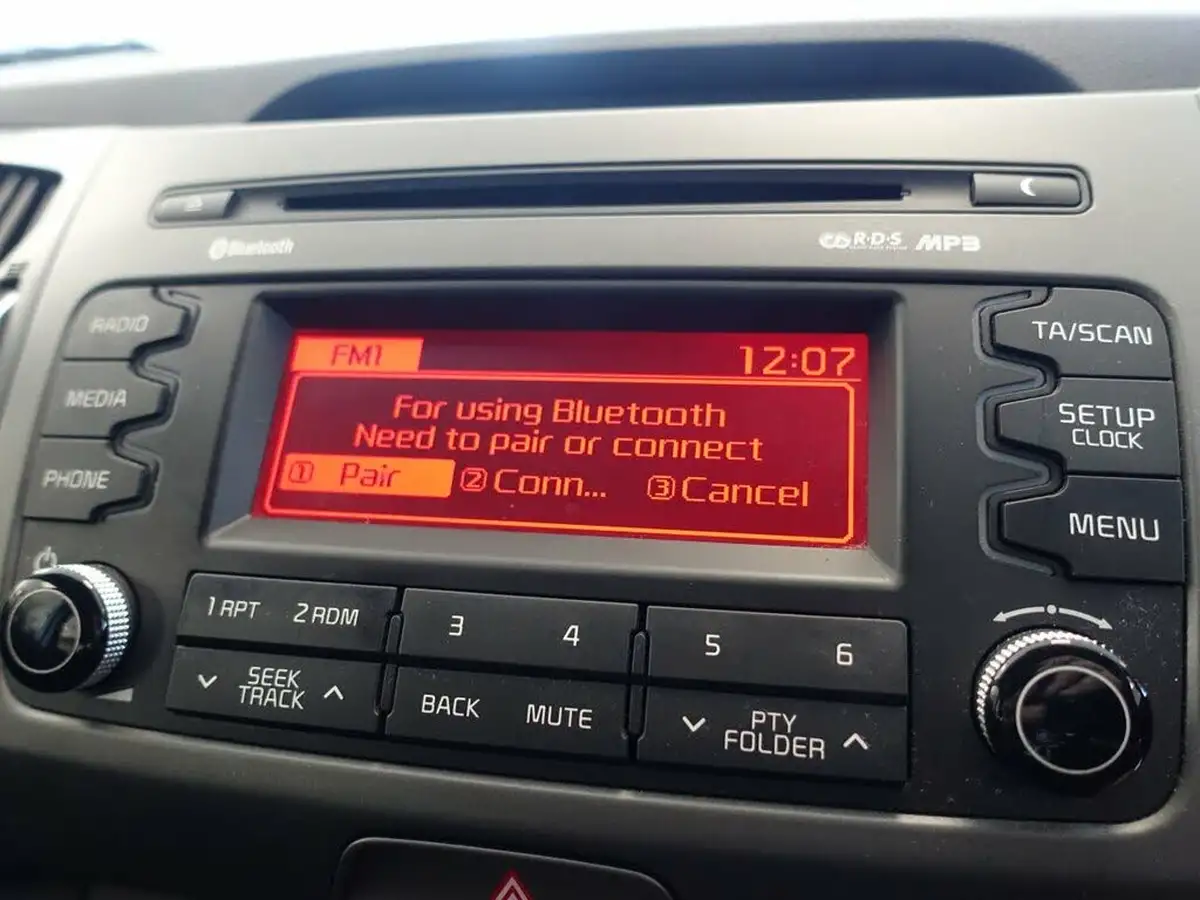 Bluetooth
R·D·S MP3
RADIO
MEDIA
PHONE
FM1 12:07
For using Bluetooth
Need to pair or connect
1 Pair 2 Conn... 3 Cancel
TA/SCAN
SETUP
CLOCK
MENU
1 RPT 2 RDM 3 4 5 6
SEEK
TRACK
BACK MUTE
PTY
FOLDER